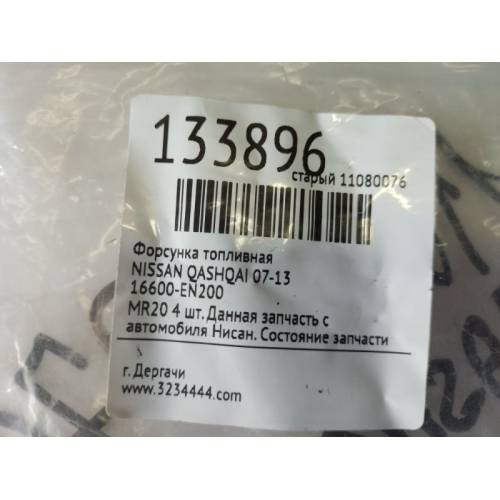 133896
старый 11080076
Форсунка топливная
NISSAN QASHQAI 07-13
16600-EN200
MR20 4 шт. Данная запчасть с
автомобиля Нисан. Состояние запчасти
г. Дергачи
www.3234444.com